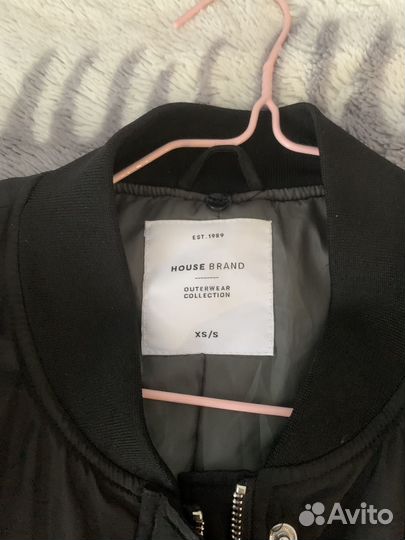 EST.1989
HOUSE BRAND
OUTERWEAR
COLLECTION
XS/S
Avito